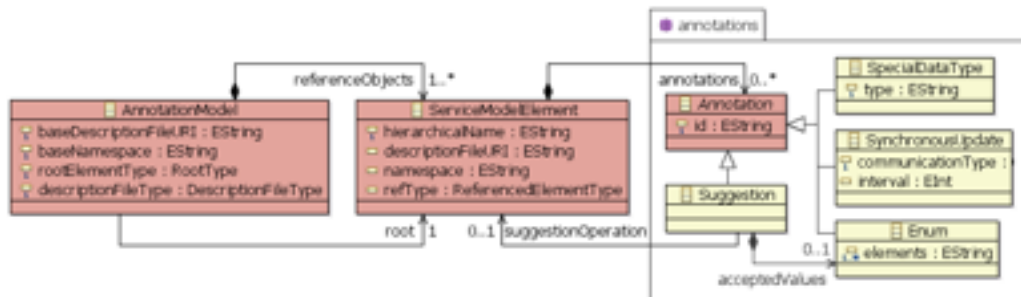 annotations
referenceObjects 1..*
annotations 0..*
AnnotationModel
baseDescriptionFileURI : EString
baseNamespace : EString
rootElementType : RootType
descriptionFileType : DescriptionFileType
ServiceModelElement
hierarchicalName : EString
descriptionFileURI : EString
namespace : EString
refType : ReferencedElementType
Annotation
id : EString
Suggestion
SpecialDataType
type : EString
SynchronousUpdate
communicationType :
interval : EInt
Enum
elements : EString
root 1
0..1 suggestionOperation
0..1
acceptedValues